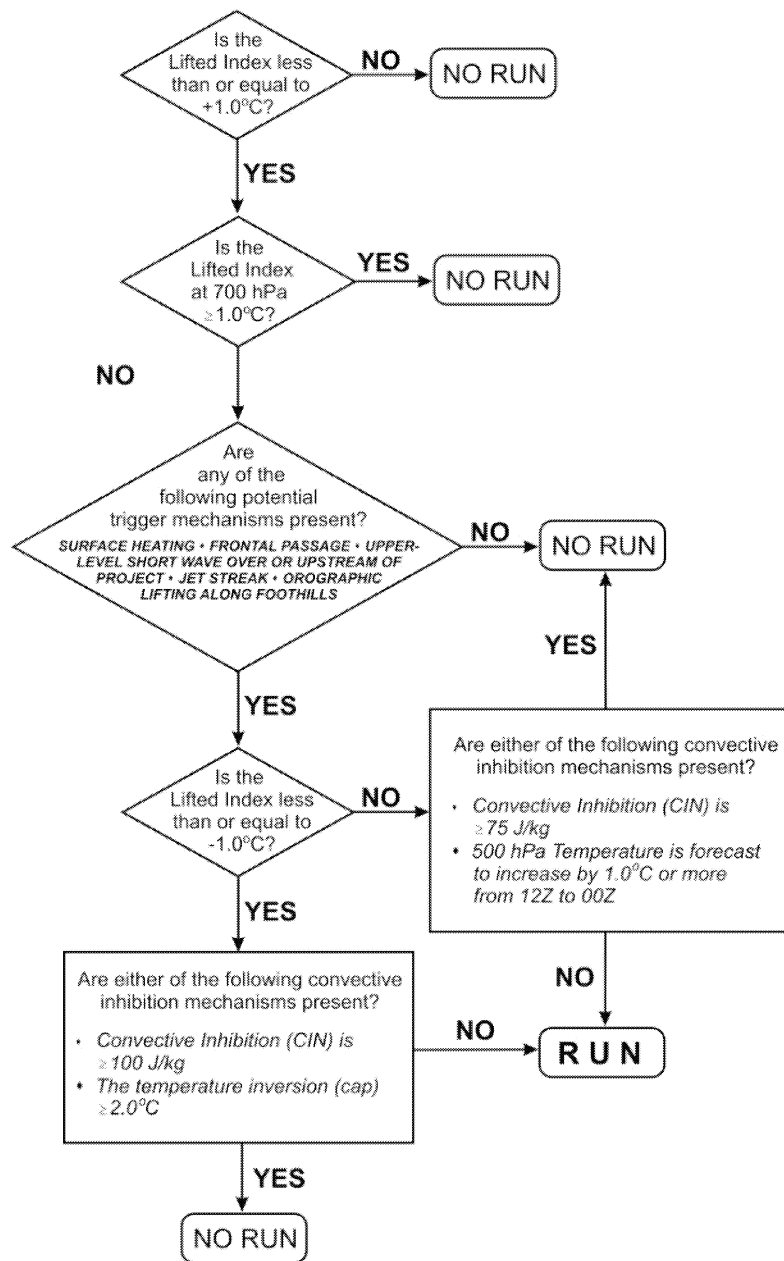 Is the
Lifted Index less
than or equal to
+1.0°C?
NO
NO RUN
YES
Is the
Lifted Index
at 700 hPa
≥1.0°C?
YES
NO RUN
NO
Are
any of the
following potential
trigger mechanisms present?
SURFACE HEATING • FRONTAL PASSAGE • UPPER-
LEVEL SHORT WAVE OVER OR UPSTREAM OF
PROJECT • JET STREAK • OROGRAPHIC
LIFTING ALONG FOOTHILLS
NO
NO RUN
YES
YES
Is the
Lifted Index less
than or equal to
-1.0°C?
NO
Are either of the following convective
inhibition mechanisms present?
• Convective Inhibition (CIN) is
≥75 J/kg
• 500 hPa Temperature is forecast
to increase by 1.0°C or more
from 12Z to 00Z
YES
NO
Are either of the following convective
inhibition mechanisms present?
• Convective Inhibition (CIN) is
≥100 J/kg
• The temperature inversion (cap)
≥2.0°C
NO
RUN
YES
NO RUN